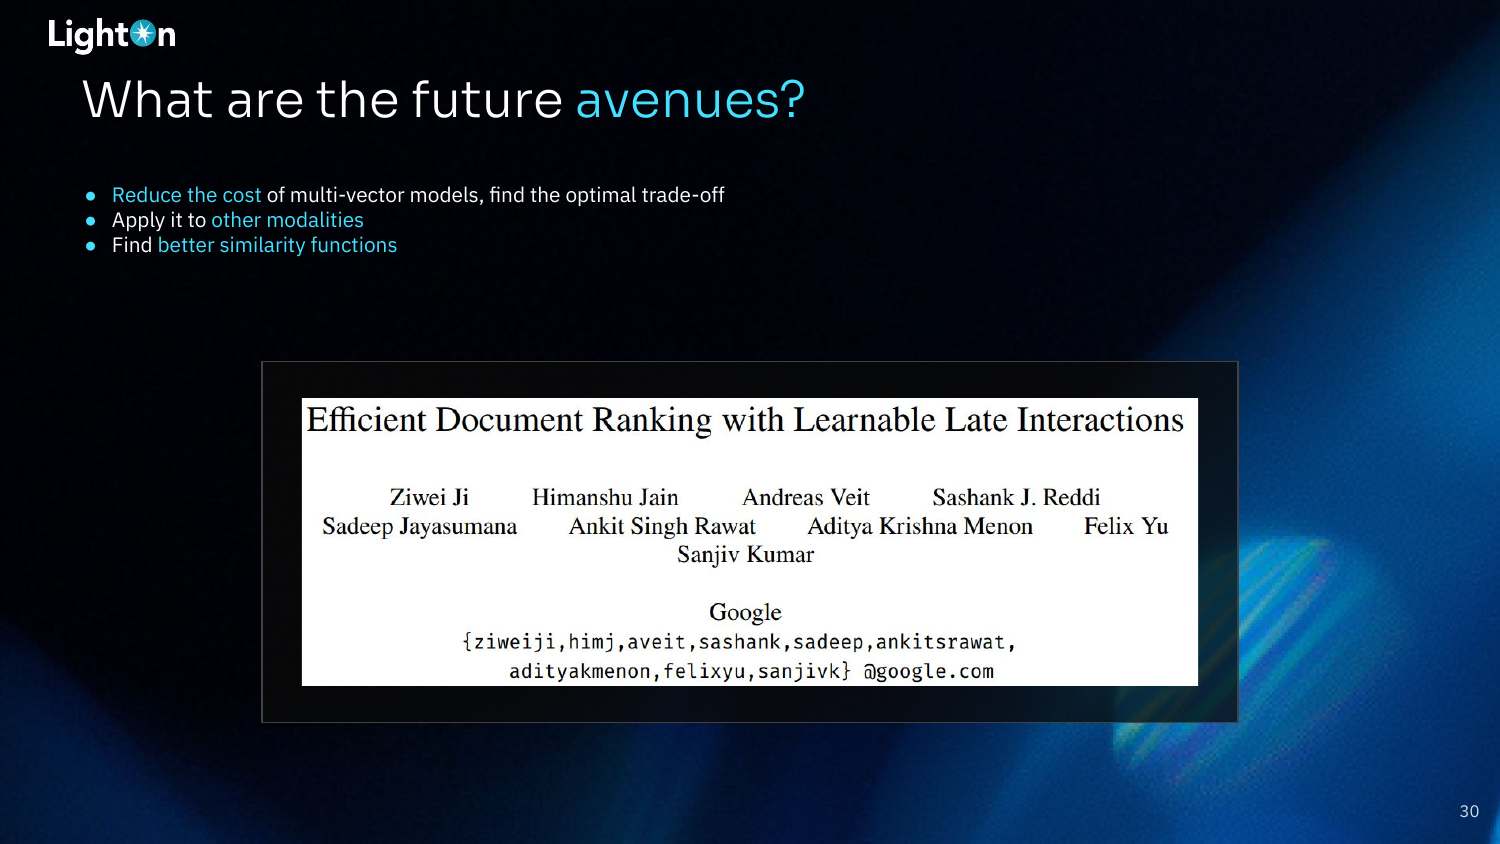 LightOn
What are the future avenues?
● Reduce the cost of multi-vector models, find the optimal trade-off
● Apply it to other modalities
● Find better similarity functions
Efficient Document Ranking with Learnable Late Interactions
Ziwei Ji Himanshu Jain Andreas Veit Sashank J. Reddi
Sadeep Jayasumana Ankit Singh Rawat Aditya Krishna Menon Felix Yu
Sanjiv Kumar
Google
{ziweiji,himj,aveit,sashank,sadeep,ankitsrawat,
adityakmenon,felixyu,sanjivk} @google.com
30